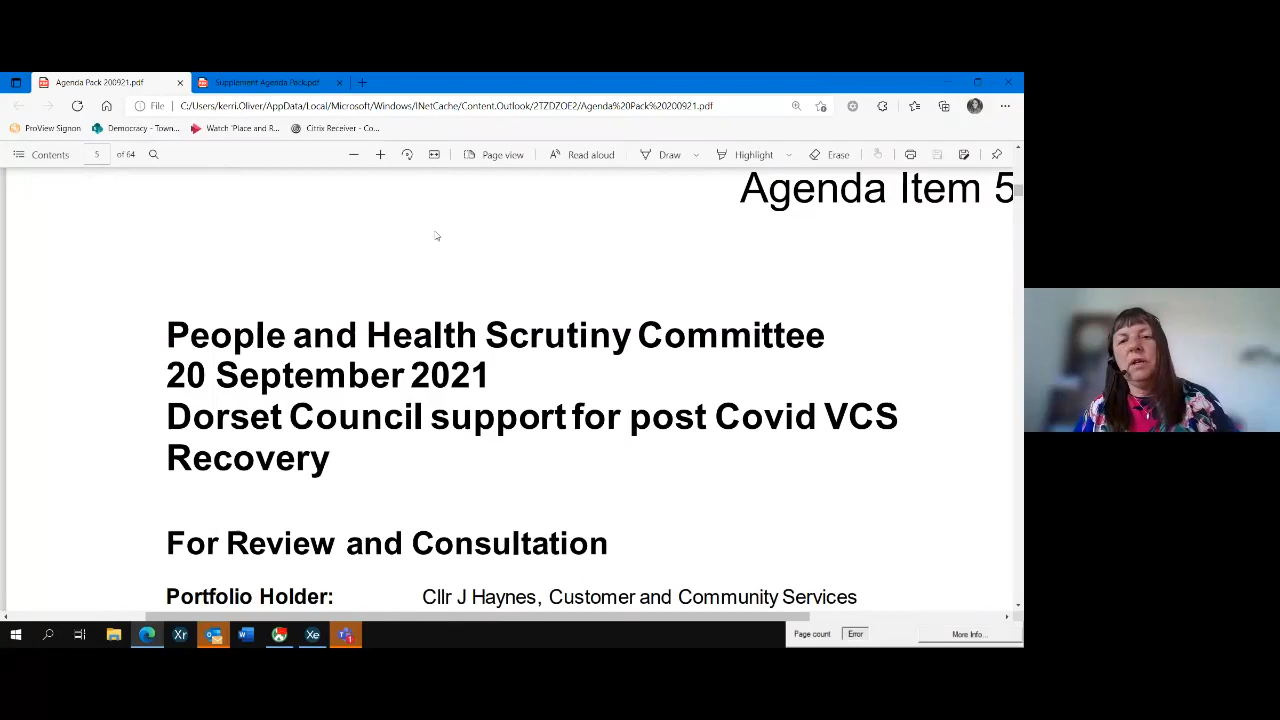 Agenda Pack 200921.pdf
Supplement Agenda Pack.pdf
File
C:/Users/kerri.Oliver/AppData/Local/Microsoft/Windows/INetCache/Content.Outlook/2TZDZOE2/Agenda%20Pack%20200921.pdf
ProView Signon
Democracy - Town...
Watch 'Place and R...
Citrix Receiver - Co...
Contents
5
of 64
Page view
Read aloud
Draw
Highlight
Erase
Agenda Item 5
People and Health Scrutiny Committee
20 September 2021
Dorset Council support for post Covid VCS
Recovery
For Review and Consultation
Portfolio Holder: Cllr J Haynes, Customer and Community Services
Xr
Xe
Page count
Error
More Info...